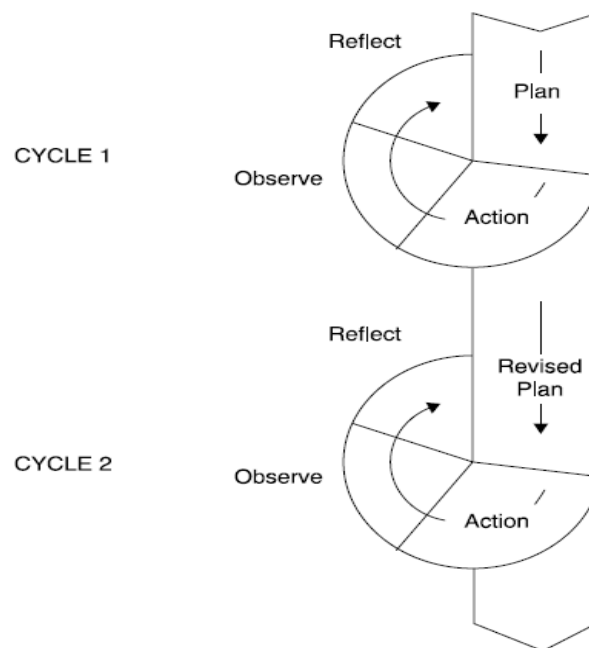 Reflect
Plan
CYCLE 1
Observe
Action
Reflect
Revised
Plan
CYCLE 2
Observe
Action